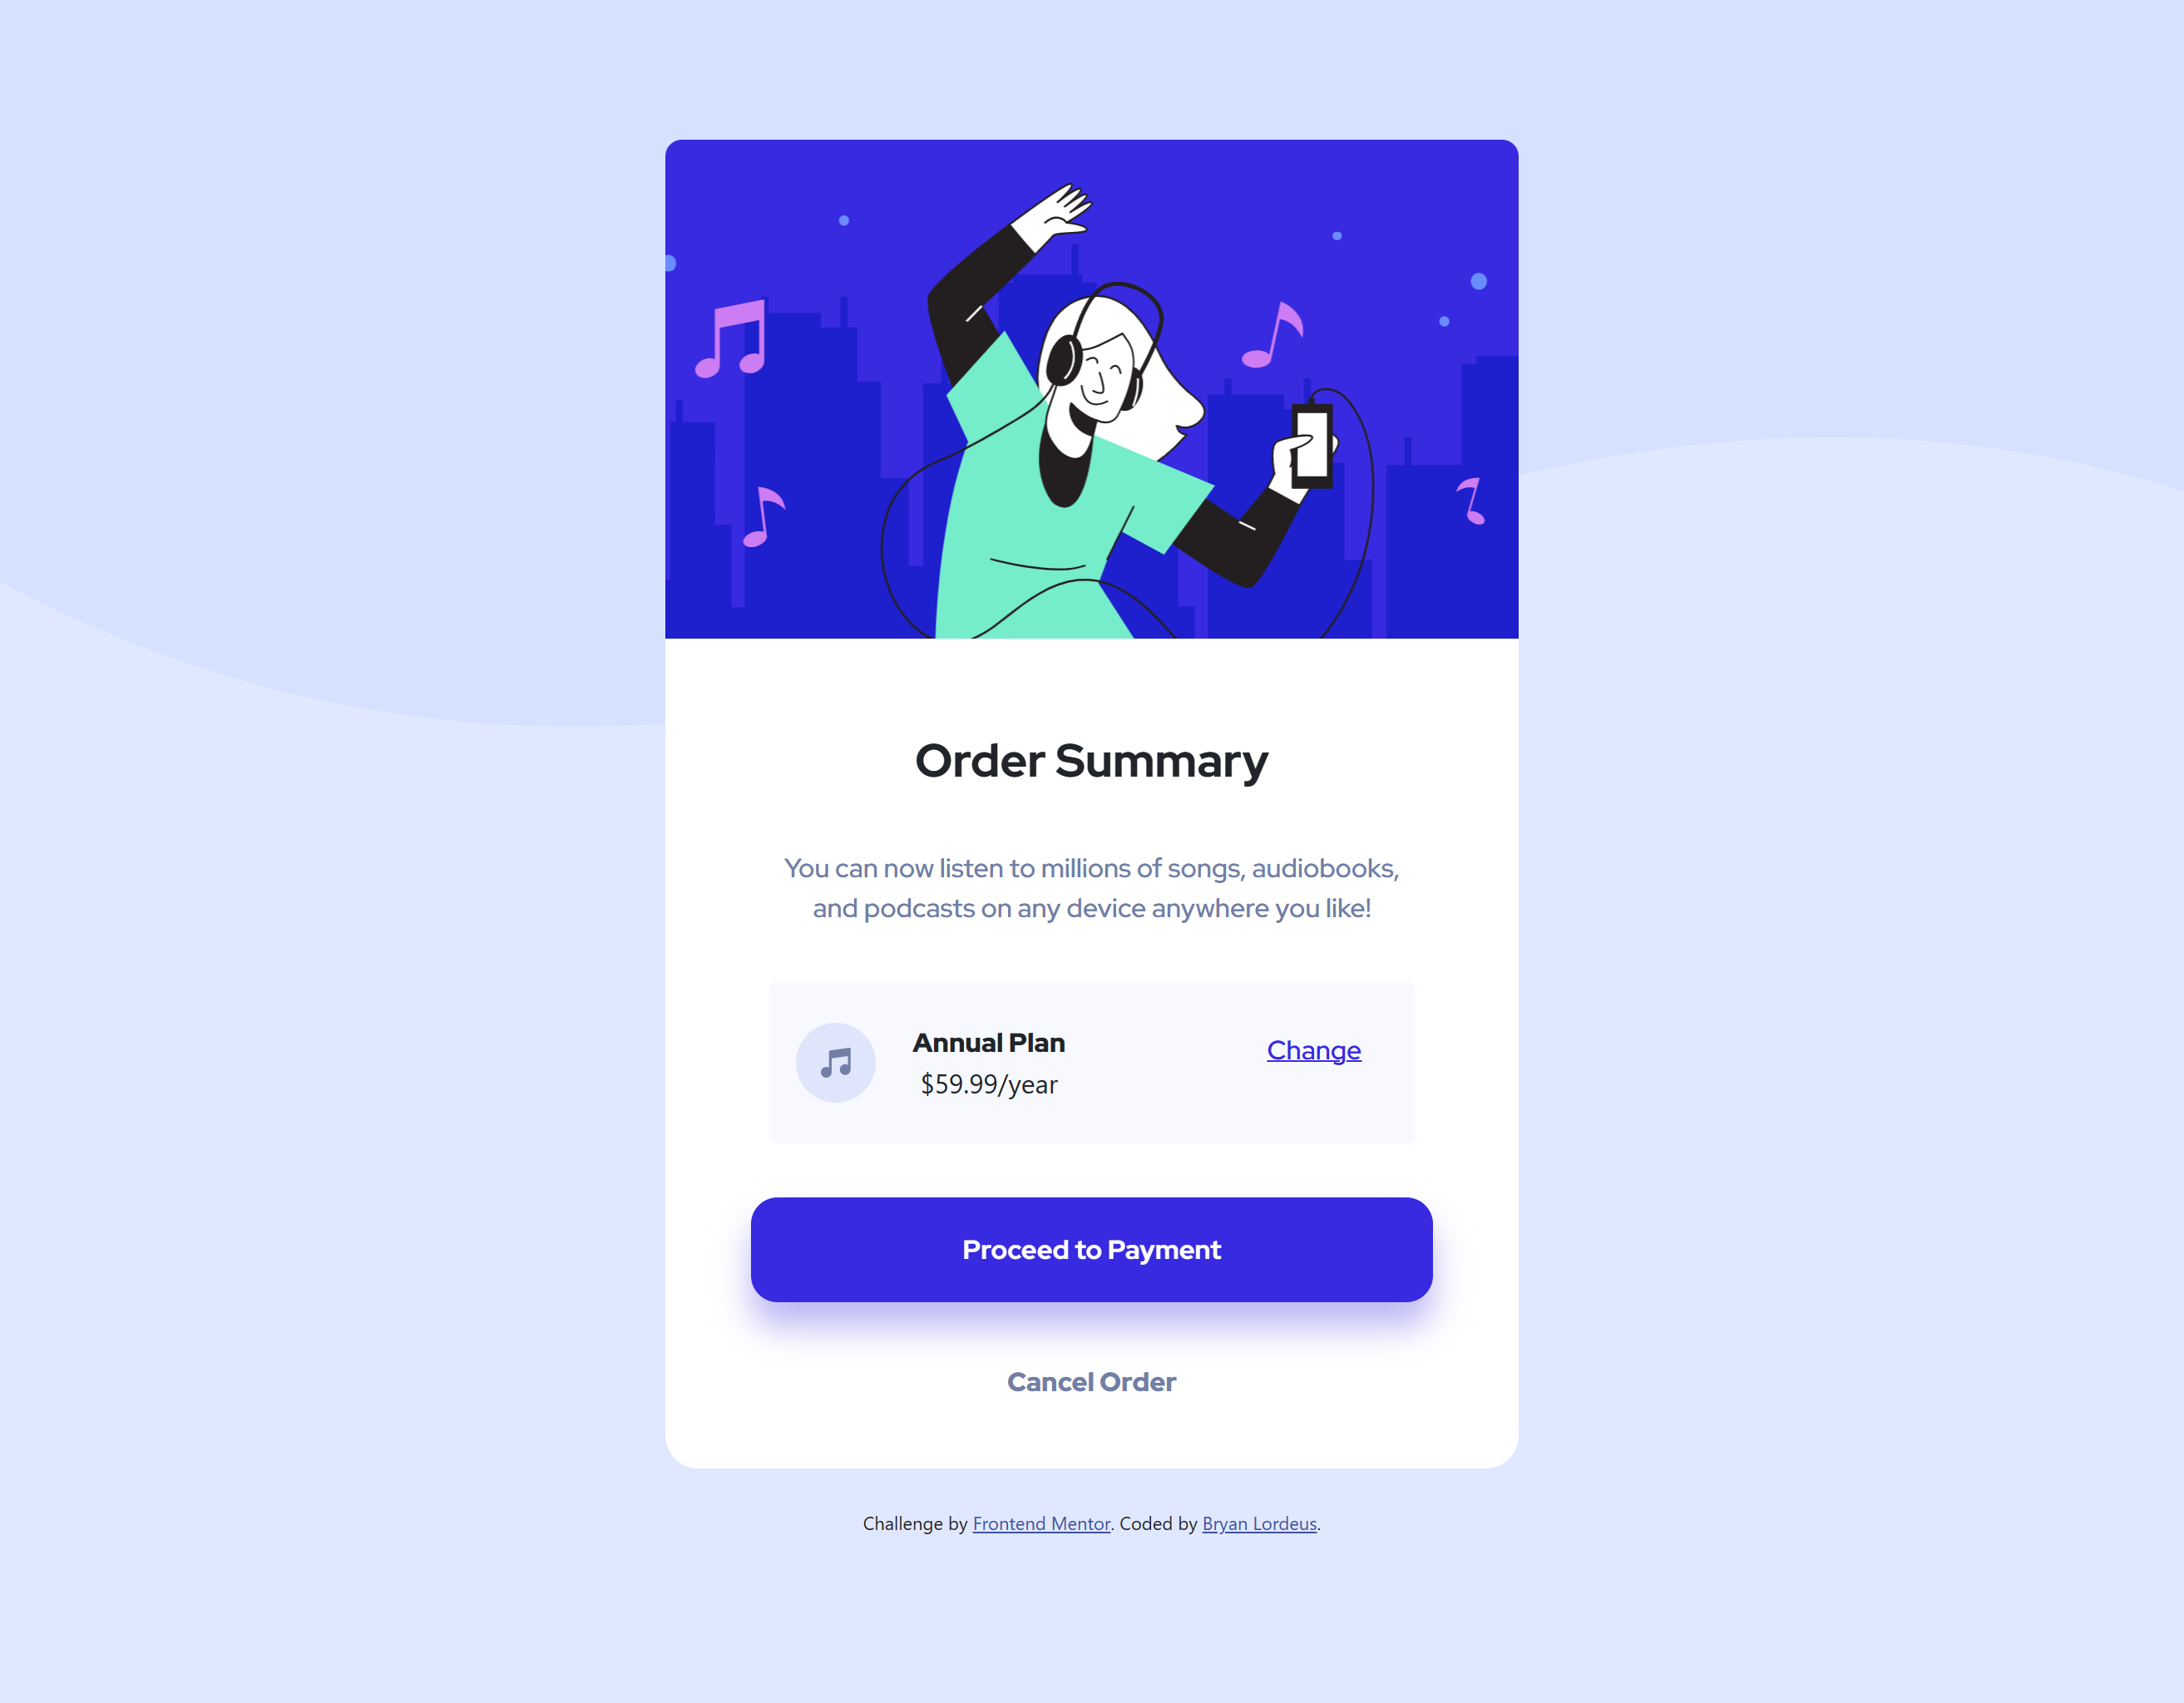 Order Summary
You can now listen to millions of songs, audiobooks,
and podcasts on any device anywhere you like!
Annual Plan
Change
$59.99/year
Proceed to Payment
Cancel Order
Challenge by Frontend Mentor. Coded by Bryan Lordeus.